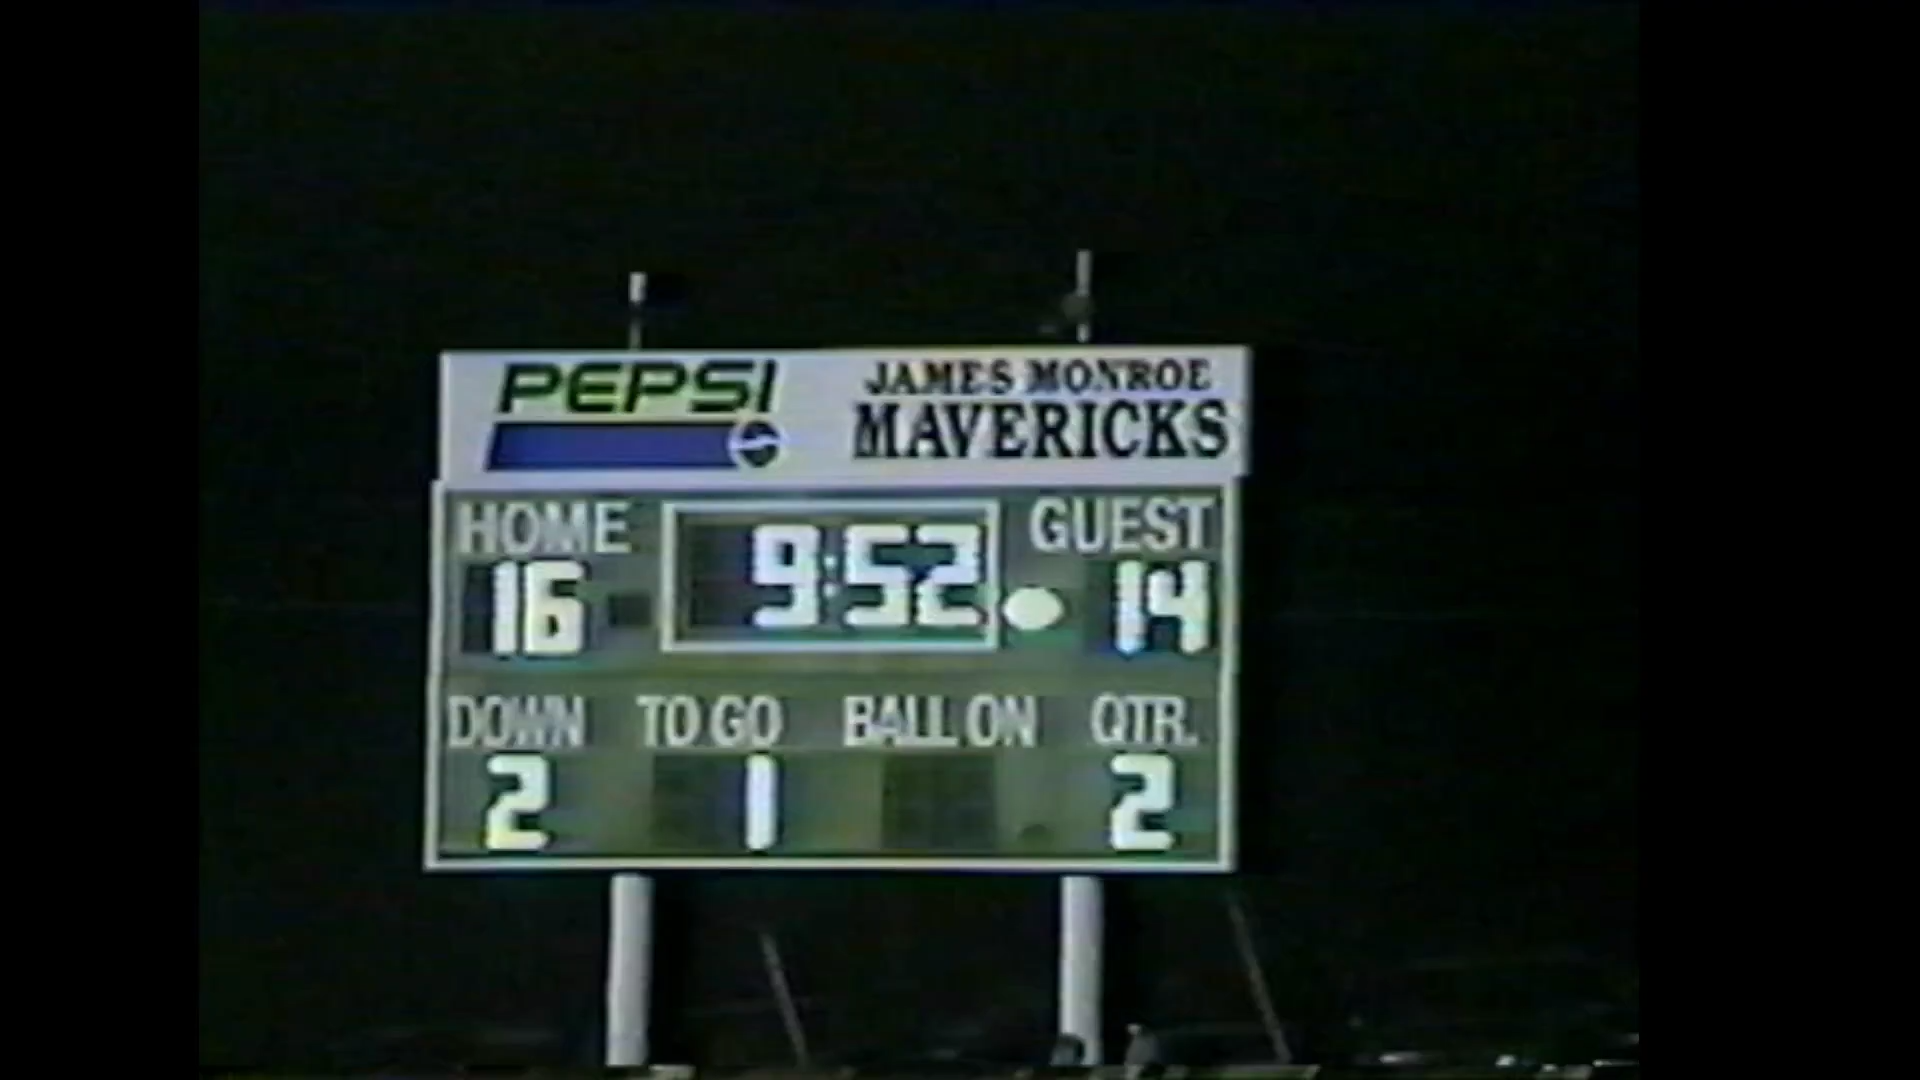 PEPSI
JAMES MONROE
MAVERICKS
HOME 9:52 GUEST
16 14
DOWN TO GO BALL ON QTR.
2 1 2